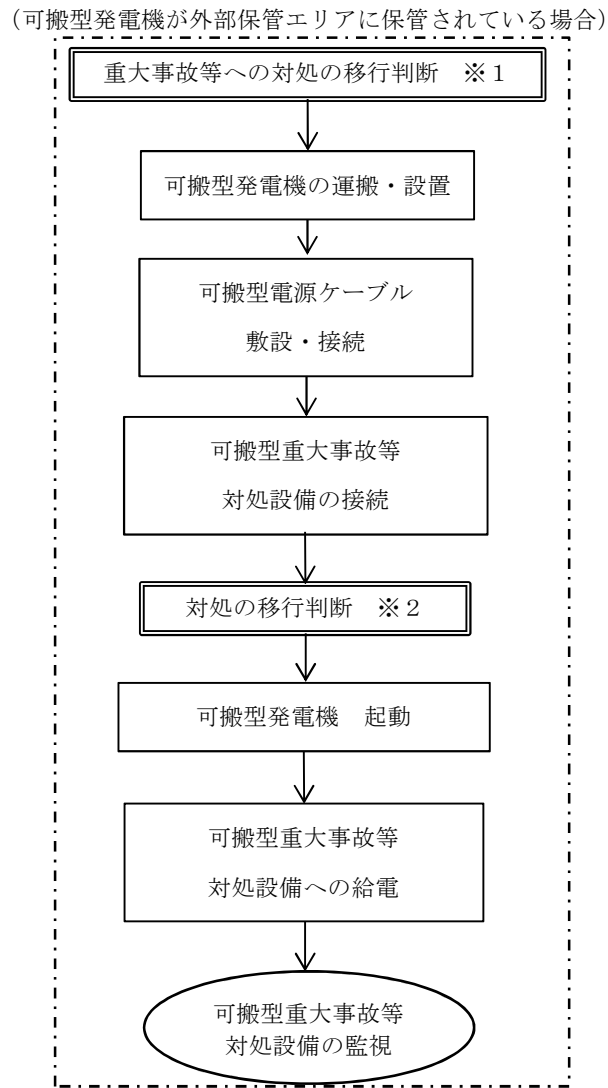 （可搬型発電機が外部保管エリアに保管されている場合）
重大事故等への対処の移行判断　※１
可搬型発電機の運搬・設置
可搬型電源ケーブル
敷設・接続
可搬型重大事故等
対処設備の接続
対処の移行判断　※２
可搬型発電機　起動
可搬型重大事故等
対処設備への給電
可搬型重大事故等
対処設備の監視